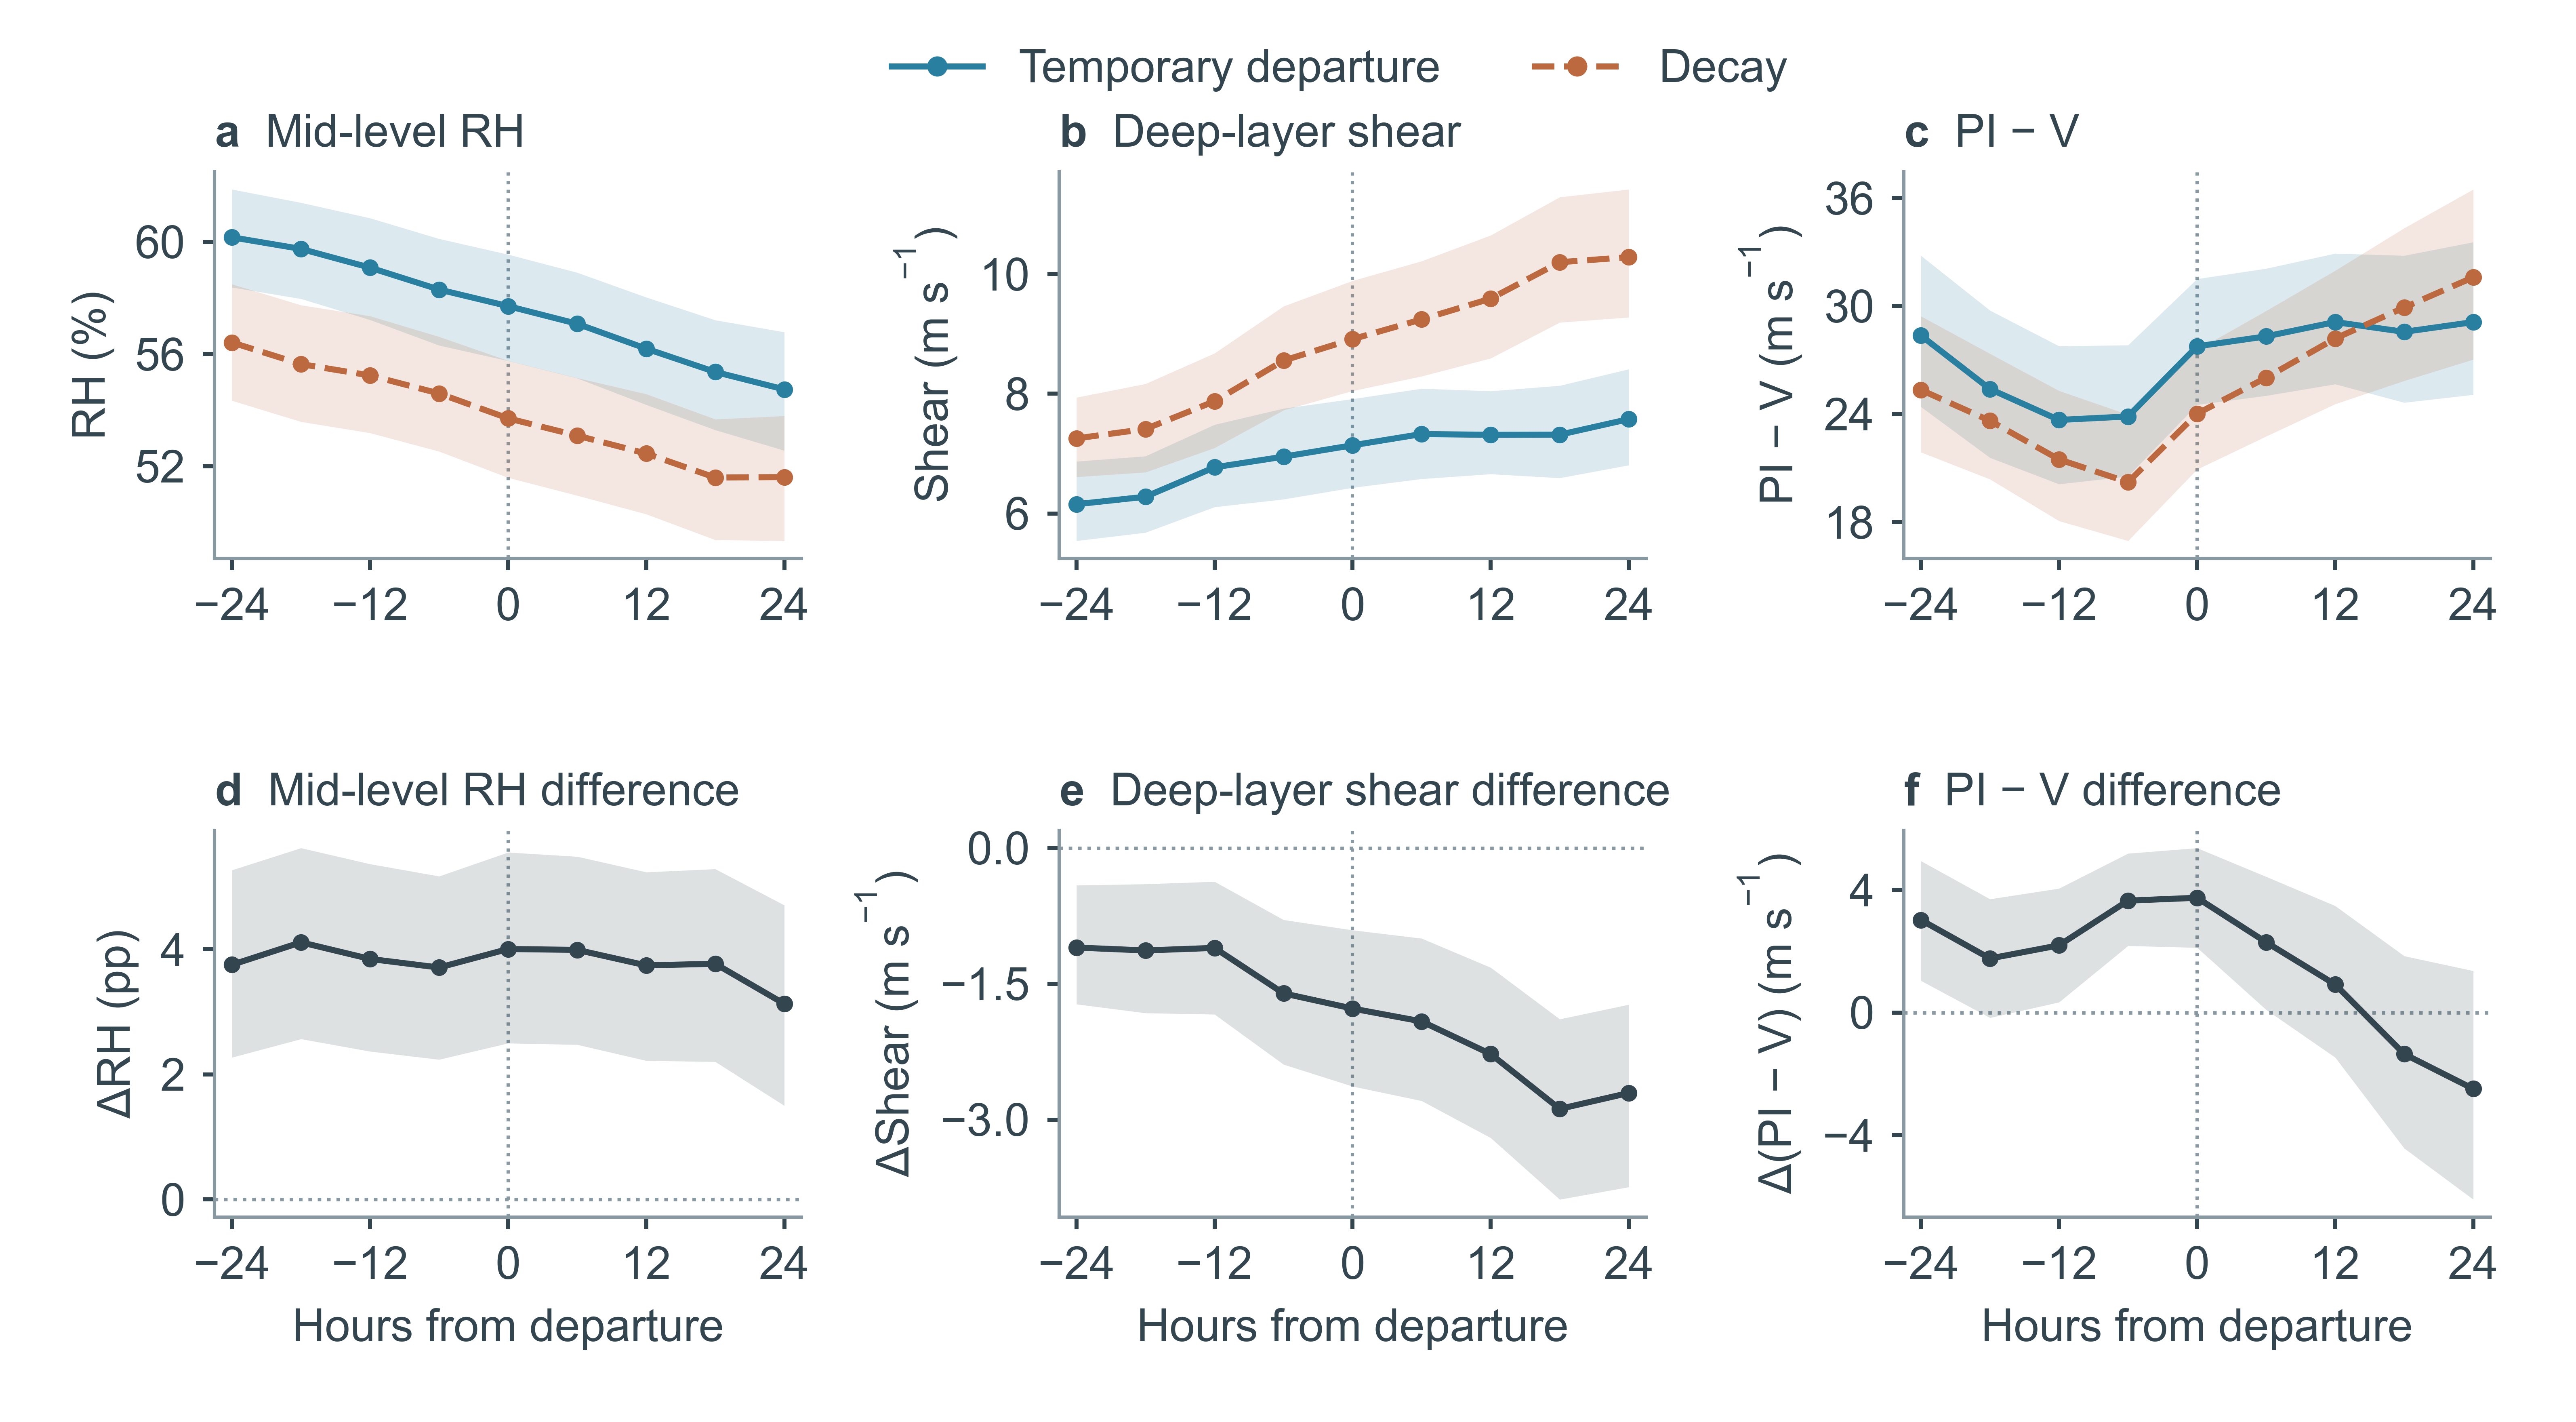 Temporary departure
Decay
a Mid-level RH
b Deep-layer shear
c PI − V
RH (%)
60
56
52
−24 −12 0 12 24
Shear (m s⁻¹)
10
8
6
−24 −12 0 12 24
PI − V (m s⁻¹)
36
30
24
18
−24 −12 0 12 24
d Mid-level RH difference
e Deep-layer shear difference
f PI − V difference
ΔRH (pp)
4
2
0
−24 −12 0 12 24
Hours from departure
ΔShear (m s⁻¹)
0.0
−1.5
−3.0
−24 −12 0 12 24
Hours from departure
Δ(PI − V) (m s⁻¹)
4
0
−4
−24 −12 0 12 24
Hours from departure